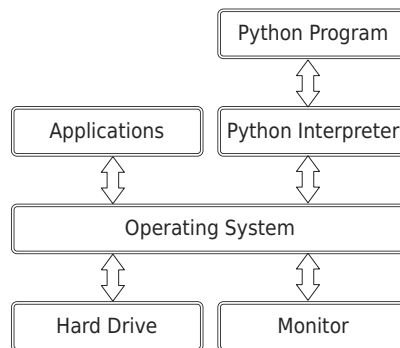 Python Program
Applications
Python Interpreter
Operating System
Hard Drive
Monitor